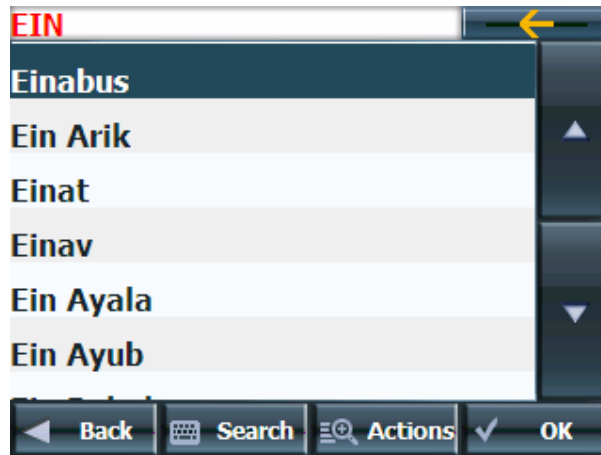 EIN
Einabus
Ein Arik
Einat
Einav
Ein Ayala
Ein Ayub
Back Search Actions OK